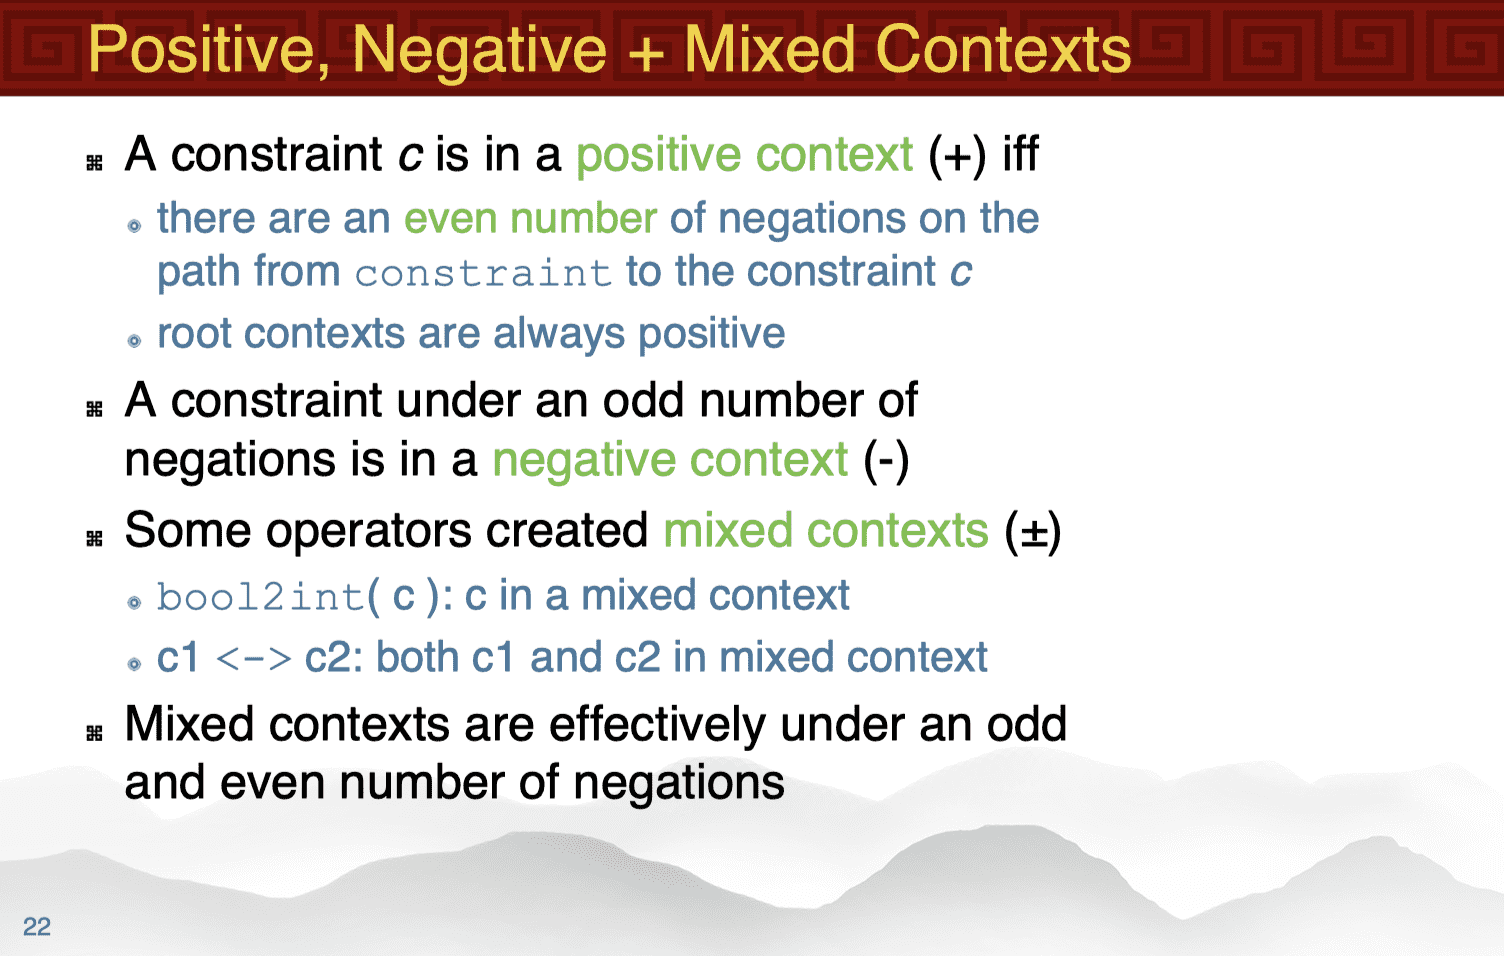 Positive, Negative + Mixed Contexts
⌘ A constraint c is in a positive context (+) iff
there are an even number of negations on the
path from constraint to the constraint c
root contexts are always positive
⌘ A constraint under an odd number of
negations is in a negative context (-)
⌘ Some operators created mixed contexts (±)
bool2int( c ): c in a mixed context
c1 <-> c2: both c1 and c2 in mixed context
⌘ Mixed contexts are effectively under an odd
and even number of negations
22